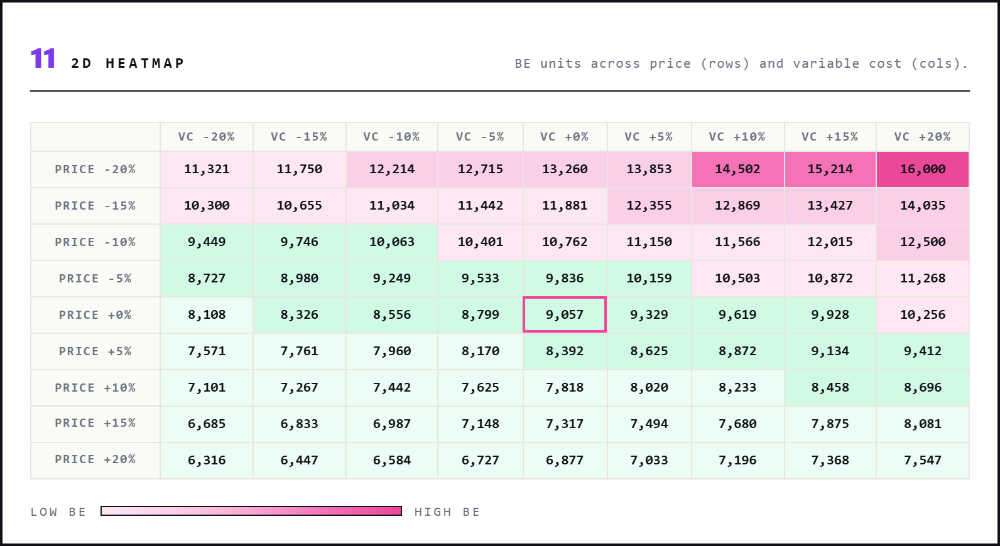 11 2D HEATMAP BE units across price (rows) and variable cost (cols).
VC -20% VC -15% VC -10% VC -5% VC +0% VC +5% VC +10% VC +15% VC +20%
PRICE -20% 11,321 11,750 12,214 12,715 13,260 13,853 14,502 15,214 16,000
PRICE -15% 10,300 10,655 11,034 11,442 11,881 12,355 12,869 13,427 14,035
PRICE -10% 9,449 9,746 10,063 10,401 10,762 11,150 11,566 12,015 12,500
PRICE -5% 8,727 8,980 9,249 9,533 9,836 10,159 10,503 10,872 11,268
PRICE +0% 8,108 8,326 8,556 8,799 9,057 9,329 9,619 9,928 10,256
PRICE +5% 7,571 7,761 7,960 8,170 8,392 8,625 8,872 9,134 9,412
PRICE +10% 7,101 7,267 7,442 7,625 7,818 8,020 8,233 8,458 8,696
PRICE +15% 6,685 6,833 6,987 7,148 7,317 7,494 7,680 7,875 8,081
PRICE +20% 6,316 6,447 6,584 6,727 6,877 7,033 7,196 7,368 7,547
LOW BE HIGH BE